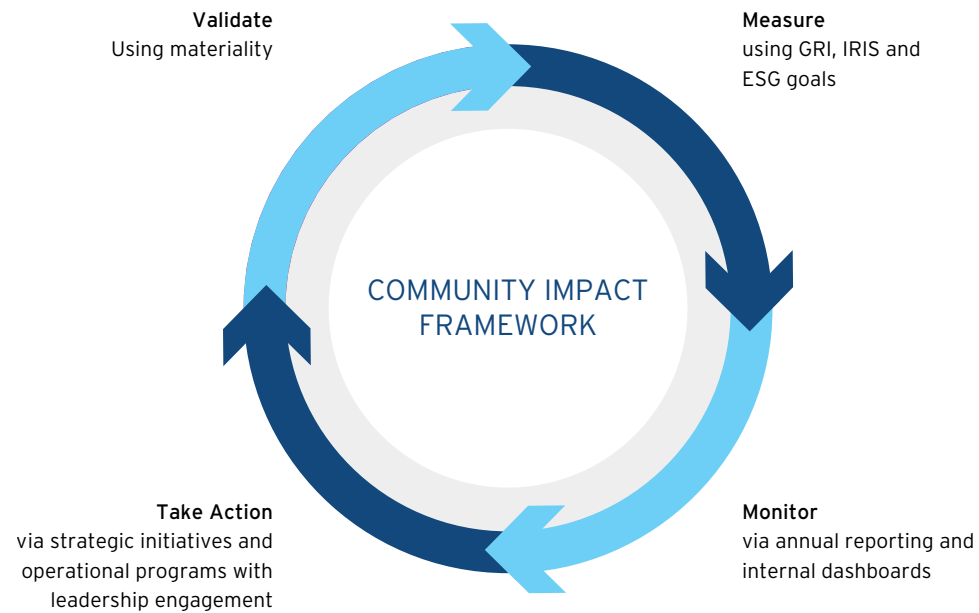 Validate
Using materiality
Measure
using GRI, IRIS and
ESG goals
COMMUNITY IMPACT
FRAMEWORK
Take Action
via strategic initiatives and
operational programs with
leadership engagement
Monitor
via annual reporting and
internal dashboards